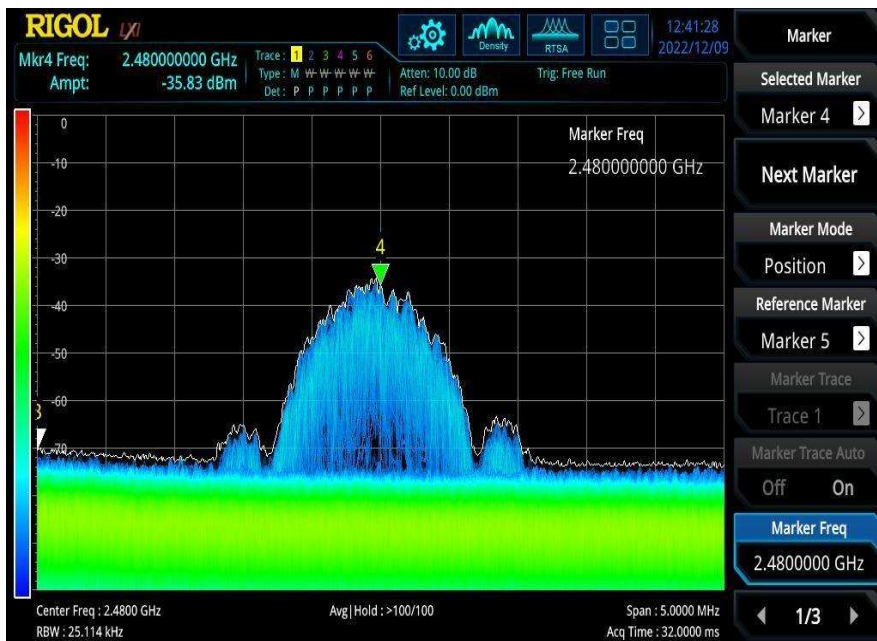 RIGOL LXI
Density
RTSA
12:41:28
2022/12/09
Mkr4 Freq: 2.480000000 GHz
Ampt: -35.83 dBm
Trace: 1 2 3 4 5 6
Type: M W W W W W
Det: P P P P P P
Atten: 10.00 dB
Ref Level: 0.00 dBm
Trig: Free Run
Marker Freq
2.480000000 GHz
0
-10
-20
-30
-40
-50
-60
-70
4
3
Center Freq : 2.4800 GHz
Avg|Hold : >100/100
Span : 5.0000 MHz
RBW : 25.114 kHz
Acq Time : 32.0000 ms
Marker
Selected Marker
Marker 4
Next Marker
Marker Mode
Position
Reference Marker
Marker 5
Marker Trace
Trace 1
Marker Trace Auto
Off On
Marker Freq
2.4800000 GHz
1/3